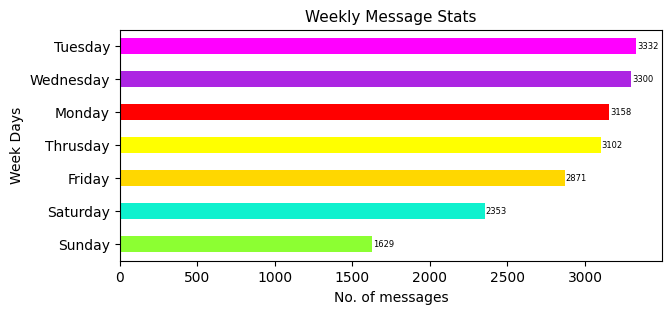 Weekly Message Stats
Week Days
Tuesday 3332
Wednesday 3300
Monday 3158
Thrusday 3102
Friday 2871
Saturday 2353
Sunday 1629
0 500 1000 1500 2000 2500 3000
No. of messages